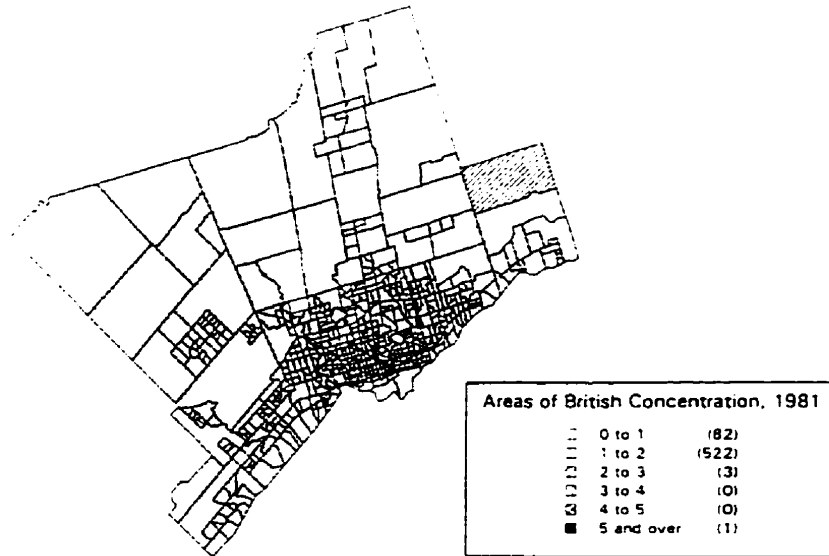 Areas of British Concentration, 1981
0 to 1 (82)
1 to 2 (522)
2 to 3 (3)
3 to 4 (0)
4 to 5 (0)
5 and over (1)